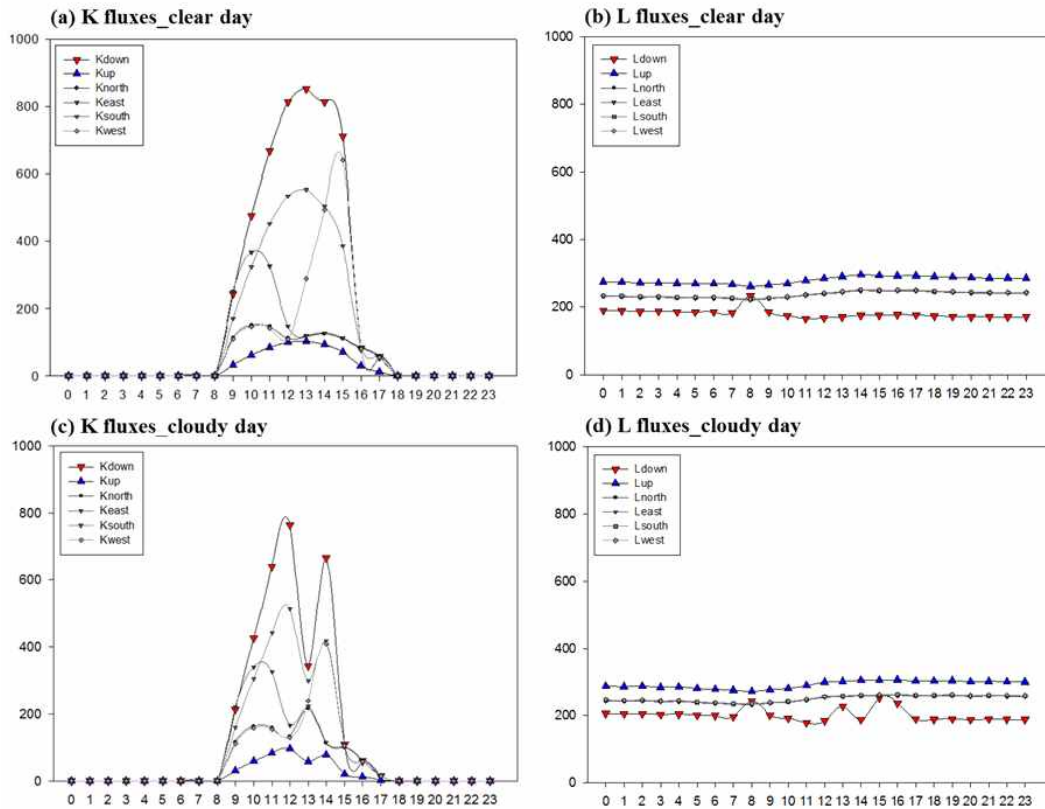 (a) K fluxes_clear day
1000
800
600
400
200
0
Kdown
Kup
Knorth
Keast
Ksouth
Kwest
0 1 2 3 4 5 6 7 8 9 10 11 12 13 14 15 16 17 18 19 20 21 22 23
(b) L fluxes_clear day
1000
800
600
400
200
0
Ldown
Lup
Lnorth
Least
Lsouth
Lwest
0 1 2 3 4 5 6 7 8 9 10 11 12 13 14 15 16 17 18 19 20 21 22 23
(c) K fluxes_cloudy day
1000
800
600
400
200
0
Kdown
Kup
Knorth
Keast
Ksouth
Kwest
0 1 2 3 4 5 6 7 8 9 10 11 12 13 14 15 16 17 18 19 20 21 22 23
(d) L fluxes_cloudy day
1000
800
600
400
200
0
Ldown
Lup
Lnorth
Least
Lsouth
Lwest
0 1 2 3 4 5 6 7 8 9 10 11 12 13 14 15 16 17 18 19 20 21 22 23